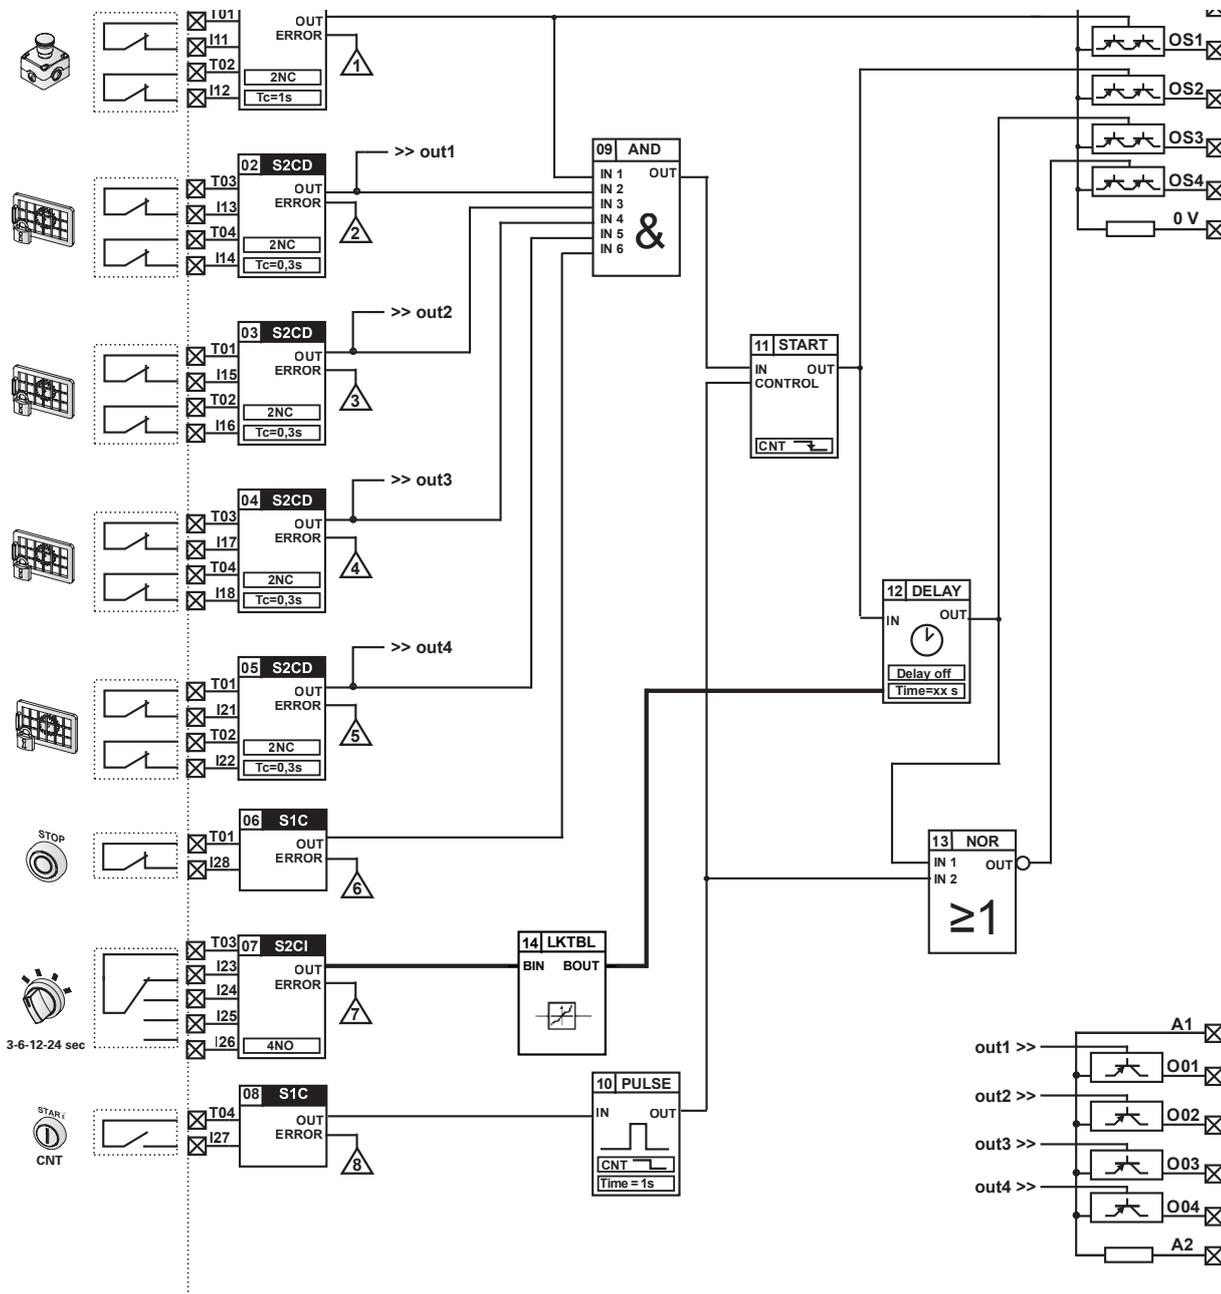 T01
I11
T02
I12
OUT
ERROR
1
2NC
Tc=1s
02 S2CD
T03
I13
T04
I14
OUT
ERROR
2
2NC
Tc=0,3s
>> out1
03 S2CD
T01
I15
T02
I16
OUT
ERROR
3
2NC
Tc=0,3s
>> out2
04 S2CD
T03
I17
T04
I18
OUT
ERROR
4
2NC
Tc=0,3s
>> out3
05 S2CD
T01
I21
T02
I22
OUT
ERROR
5
2NC
Tc=0,3s
>> out4
STOP
06 S1C
T01
I28
OUT
ERROR
6
3-6-12-24 sec
07 S2CI
T03
I23
I24
I25
I26
OUT
ERROR
7
4NO
CNT
08 S1C
T04
I27
OUT
ERROR
8
09 AND
IN 1 OUT
IN 2
IN 3
IN 4
IN 5
IN 6
&
11 START
IN OUT
CONTROL
CNT
12 DELAY
IN OUT
Delay off
Time=xx s
13 NOR
IN 1 OUT
IN 2
≥1
14 LKTBL
BIN BOUT
10 PULSE
IN OUT
CNT
Time = 1s
OS1
OS2
OS3
OS4
0 V
A1
out1 >>
O01
out2 >>
O02
out3 >>
O03
out4 >>
O04
A2